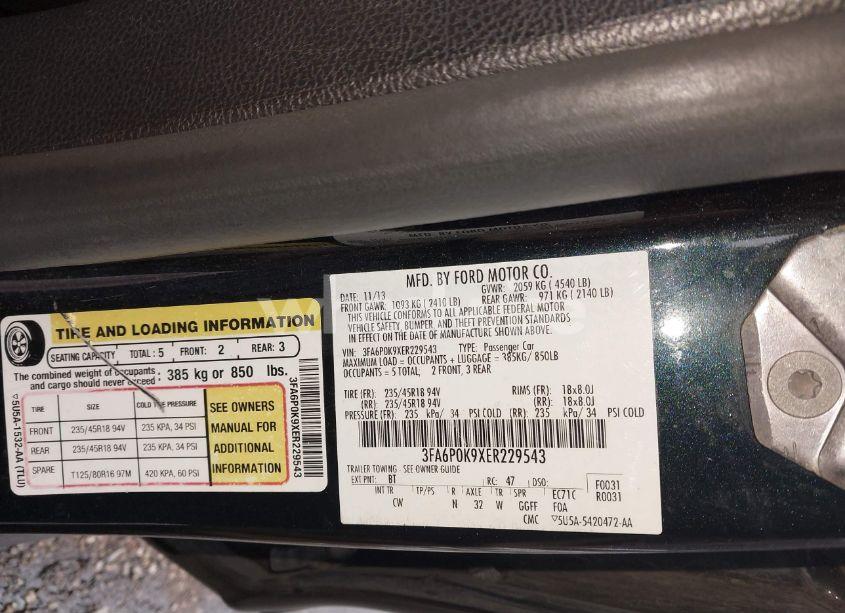 TIRE AND LOADING INFORMATION
SEATING CAPACITY TOTAL: 5 FRONT: 2 REAR: 3
The combined weight of occupants
and cargo should never exceed: 385 kg or 850 lbs.
TIRE SIZE COLD TIRE PRESSURE
FRONT 235/45R18 94V 235 KPA, 34 PSI
REAR 235/45R18 94V 235 KPA, 34 PSI
SPARE T125/80R16 97M 420 KPA, 60 PSI
SEE OWNERS
MANUAL FOR
ADDITIONAL
INFORMATION
▽5U5A-1532-AA (TLU)
3FA6P0K9XER229543
MFD. BY FORD MOTOR CO.
DATE: 11/13 GVWR: 2059 KG ( 4540 LB)
FRONT GAWR: 1093 KG ( 2410 LB) REAR GAWR: 971 KG ( 2140 LB)
THIS VEHICLE CONFORMS TO ALL APPLICABLE FEDERAL MOTOR
VEHICLE SAFETY, BUMPER, AND THEFT PREVENTION STANDARDS
IN EFFECT ON THE DATE OF MANUFACTURE SHOWN ABOVE.
VIN: 3FA6P0K9XER229543 TYPE: Passenger Car
MAXIMUM LOAD = OCCUPANTS + LUGGAGE = 385KG/ 850LB
OCCUPANTS = 5 TOTAL; 2 FRONT, 3 REAR
TIRE (FR): 235/45R18 94V RIMS (FR): 18x8.0J
(RR): 235/45R18 94V (RR): 18x8.0J
PRESSURE (FR): 235 kPa/ 34 PSI COLD (RR): 235 kPa/ 34 PSI COLD
3FA6P0K9XER229543
TRAILER TOWING - SEE OWNER GUIDE
EXT PNT: BT RC: 47 DSO: F0031
R0031
INT TR TP/PS R AXLE TR SPR EC71C
CW N 32 W GGFF FOA
CMC ▽5U5A-5420472-AA